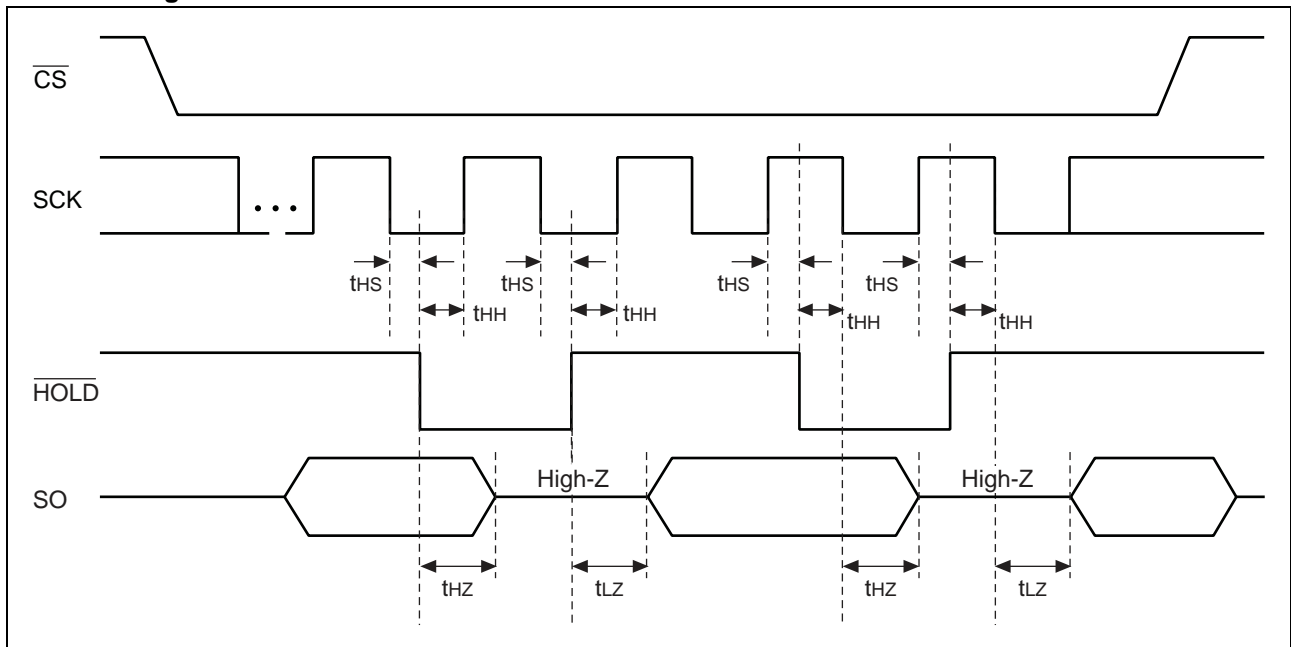 CS
SCK
...
tHS tHS tHS tHS
tHH tHH tHH tHH
HOLD
High-Z High-Z
SO
tHZ tLZ tHZ tLZ